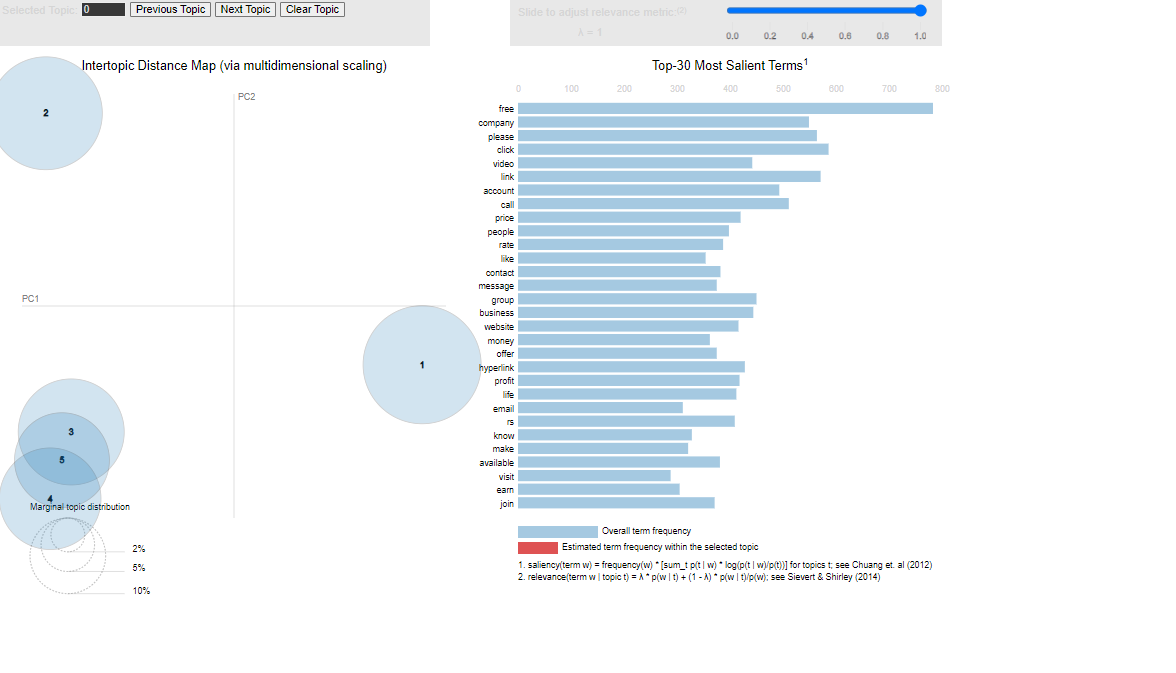 Selected Topic: 0 Previous Topic Next Topic Clear Topic
Slide to adjust relevance metric:(2)
λ = 1
0.0 0.2 0.4 0.6 0.8 1.0
Intertopic Distance Map (via multidimensional scaling)
PC2
PC1
2
1
3
5
4
Marginal topic distribution
2%
5%
10%
Top-30 Most Salient Terms1
0 100 200 300 400 500 600 700 800
free
company
please
click
video
link
account
call
price
people
rate
like
contact
message
group
business
website
money
offer
hyperlink
profit
life
email
rs
know
make
available
visit
earn
join
Overall term frequency
Estimated term frequency within the selected topic
1. saliency(term w) = frequency(w) * [sum_t p(t | w) * log(p(t | w)/p(t))] for topics t; see Chuang et. al (2012)
2. relevance(term w | topic t) = λ * p(w | t) + (1 - λ) * p(w | t)/p(w); see Sievert & Shirley (2014)